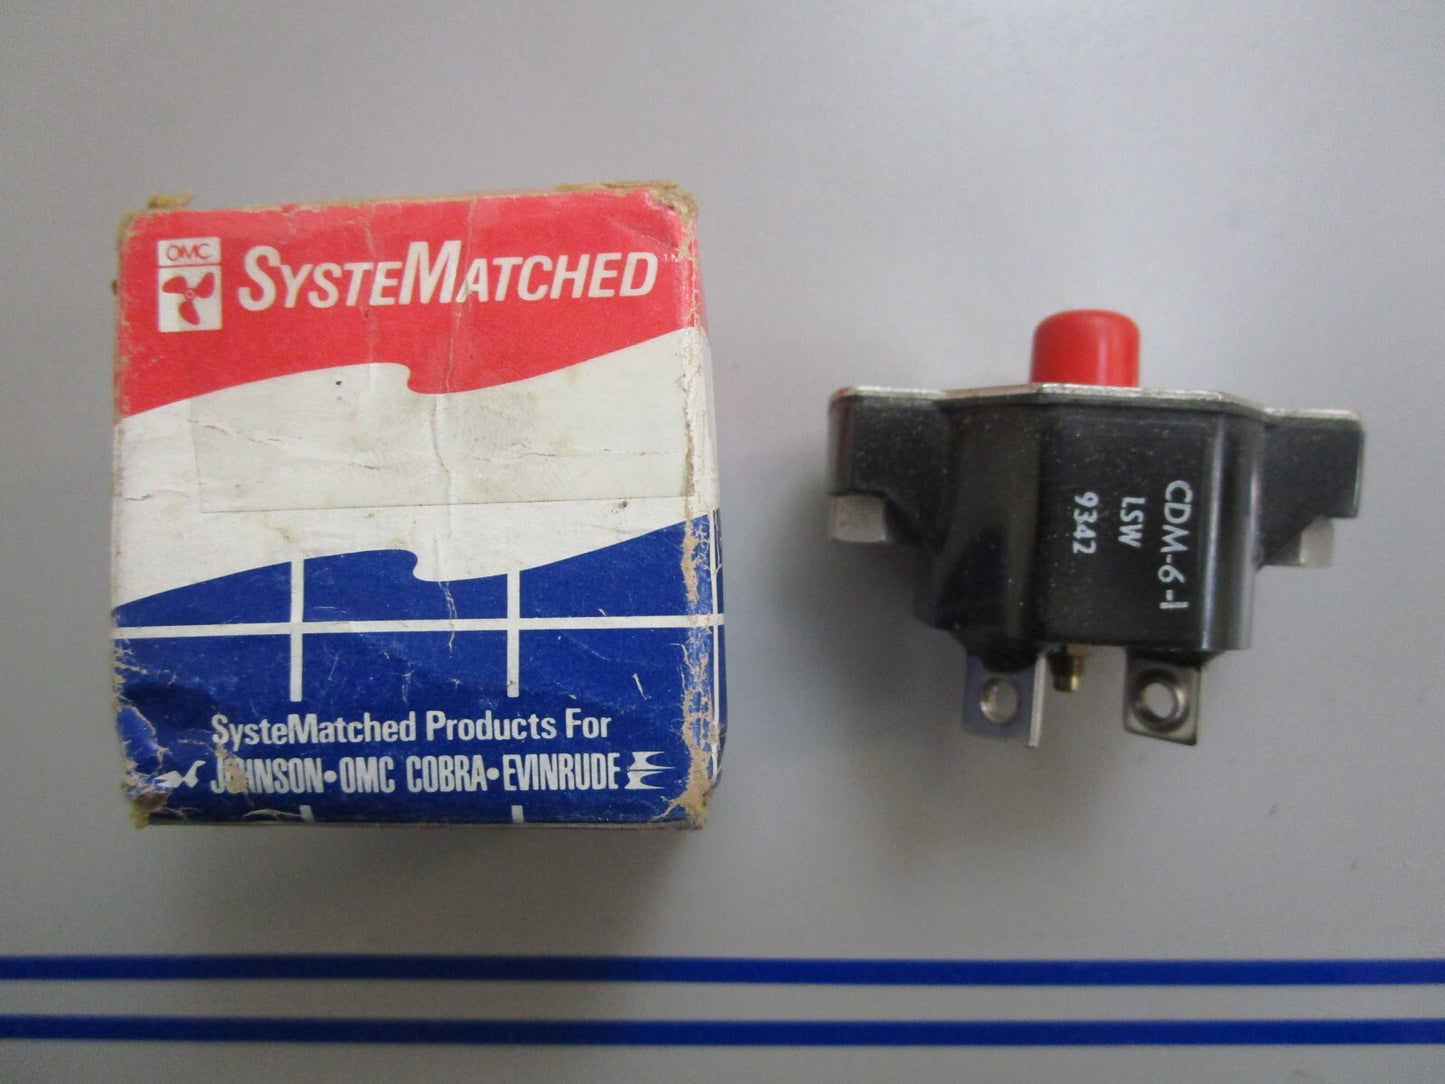 OMC
SYSTEMATCHED
SysteMatched Products For
JOHNSON•OMC COBRA•EVINRUDE
CDM-6-1
LSW
9342